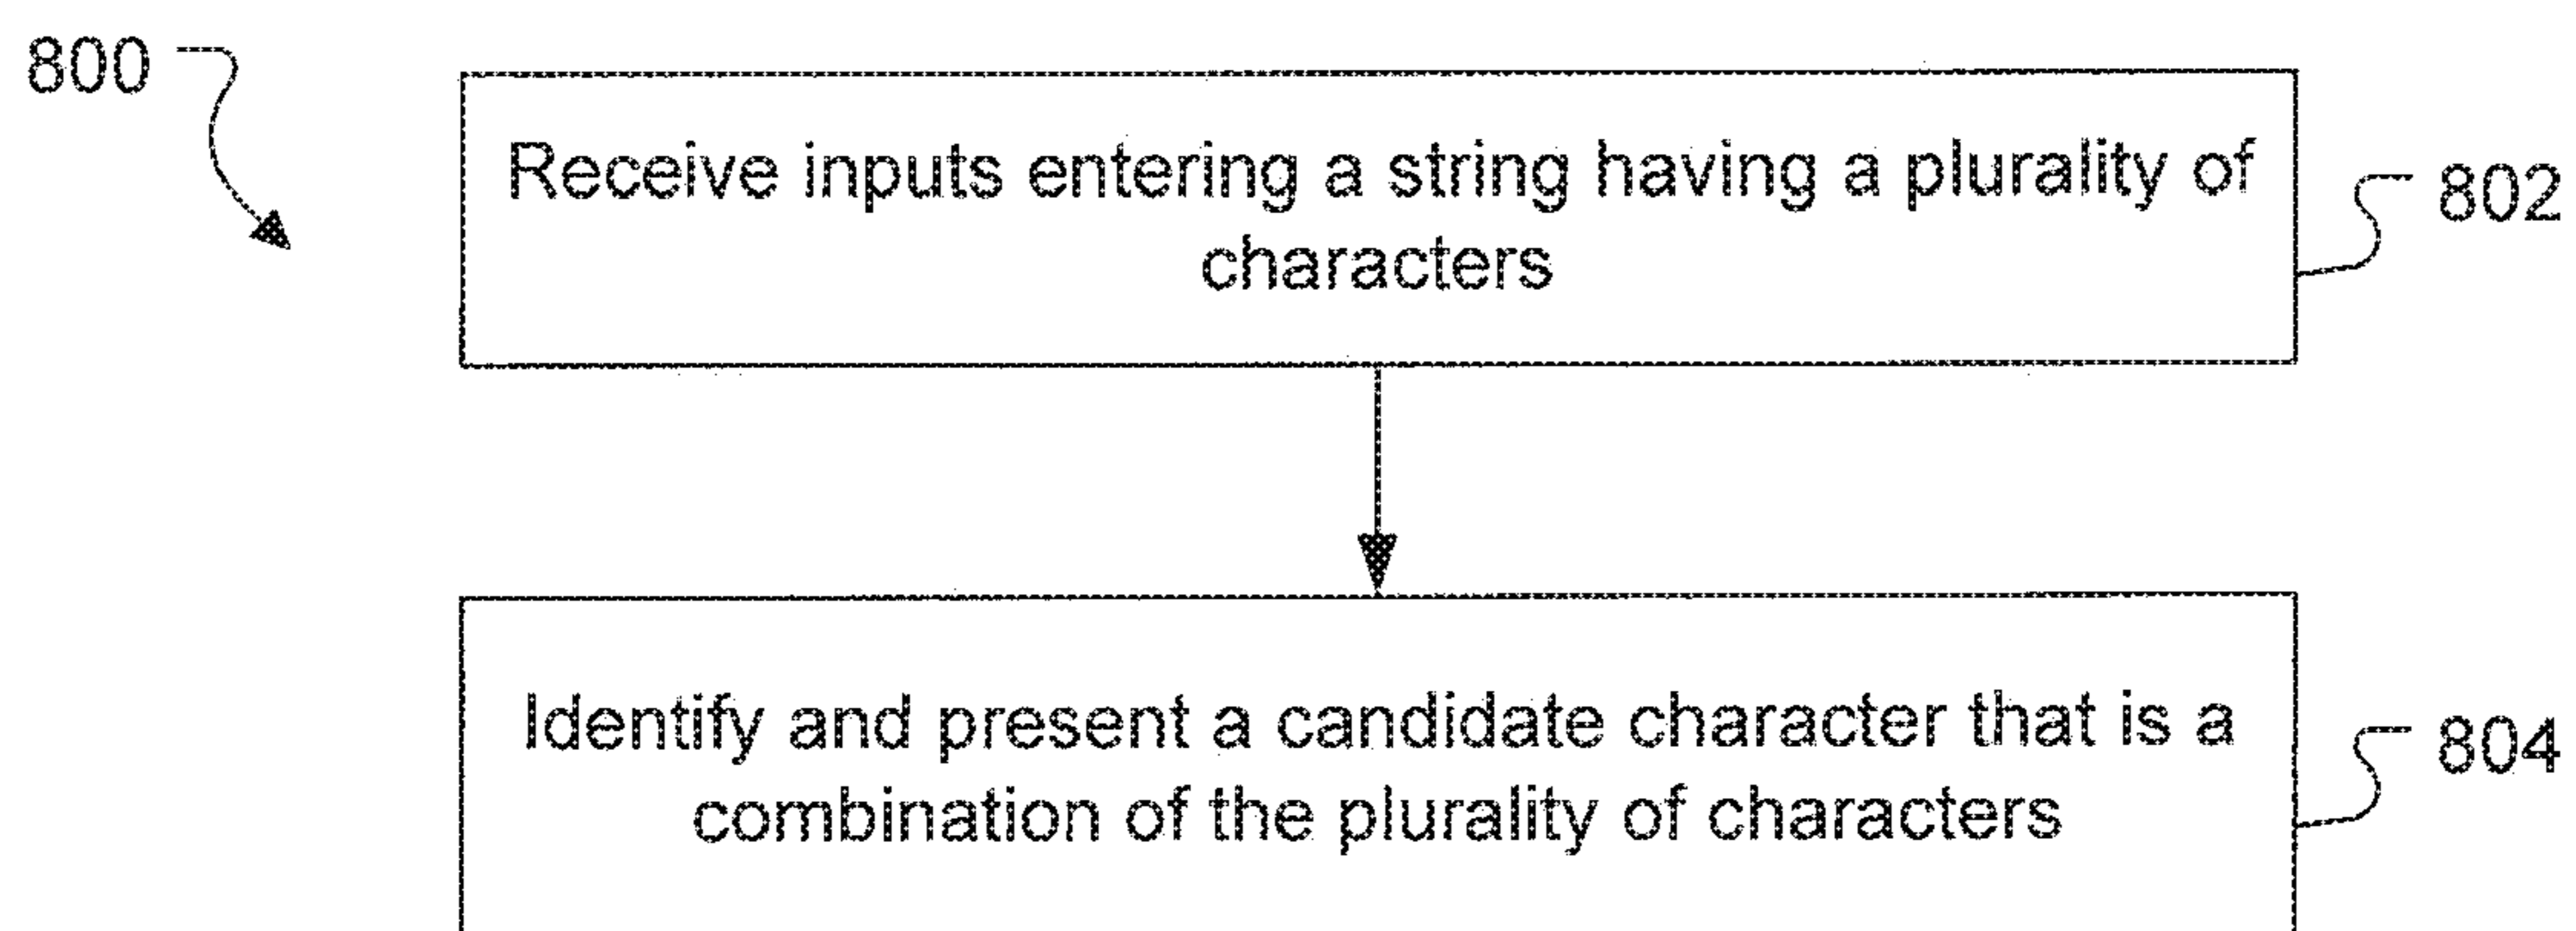 800
Receive inputs entering a string having a plurality of
characters
802
Identify and present a candidate character that is a
combination of the plurality of characters
804